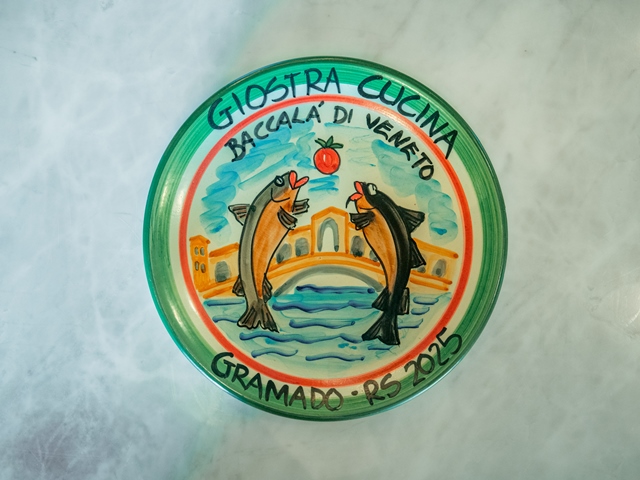 GIOSTRA CUCINA
BACCALÁ DI VENETO
GRAMADO · RS 2025